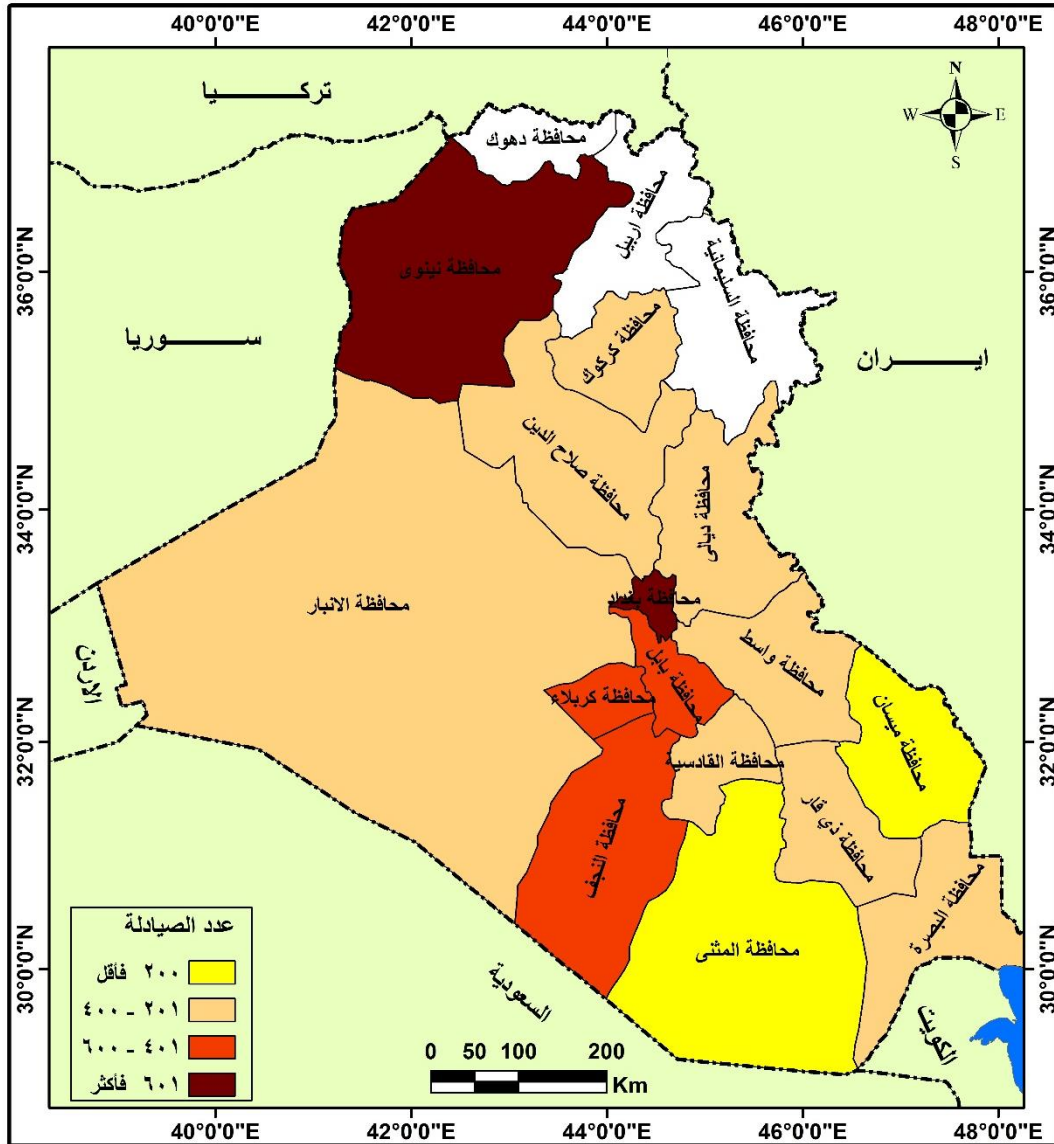 40°0'0"E
42°0'0"E
44°0'0"E
46°0'0"E
48°0'0"E
تركـــــيا
N
W
E
S
محافظة دهوك
محافظة اربيل
محافظة السليمانية
36°0'0"N
36°0'0"N
محافظة نينوى
ســـــوريا
محافظة كركوك
ايـــــران
محافظة صلاح الدين
محافظة ديالى
34°0'0"N
34°0'0"N
محافظة الانبار
محافظة بغداد
محافظة واسط
محافظة بابل
محافظة كربلاء
الاردن
محافظة ميسان
32°0'0"N
32°0'0"N
محافظة القادسية
محافظة ذي قار
محافظة النجف
محافظة البصرة
محافظة المثنى
30°0'0"N
30°0'0"N
السعودية
الكويت
عدد الصيادلة
٢٠٠ فأقل
٢٠١ - ٤٠٠
٤٠١ - ٦٠٠
٦٠١ فأكثر
0 50 100 200
Km
40°0'0"E
42°0'0"E
44°0'0"E
46°0'0"E
48°0'0"E